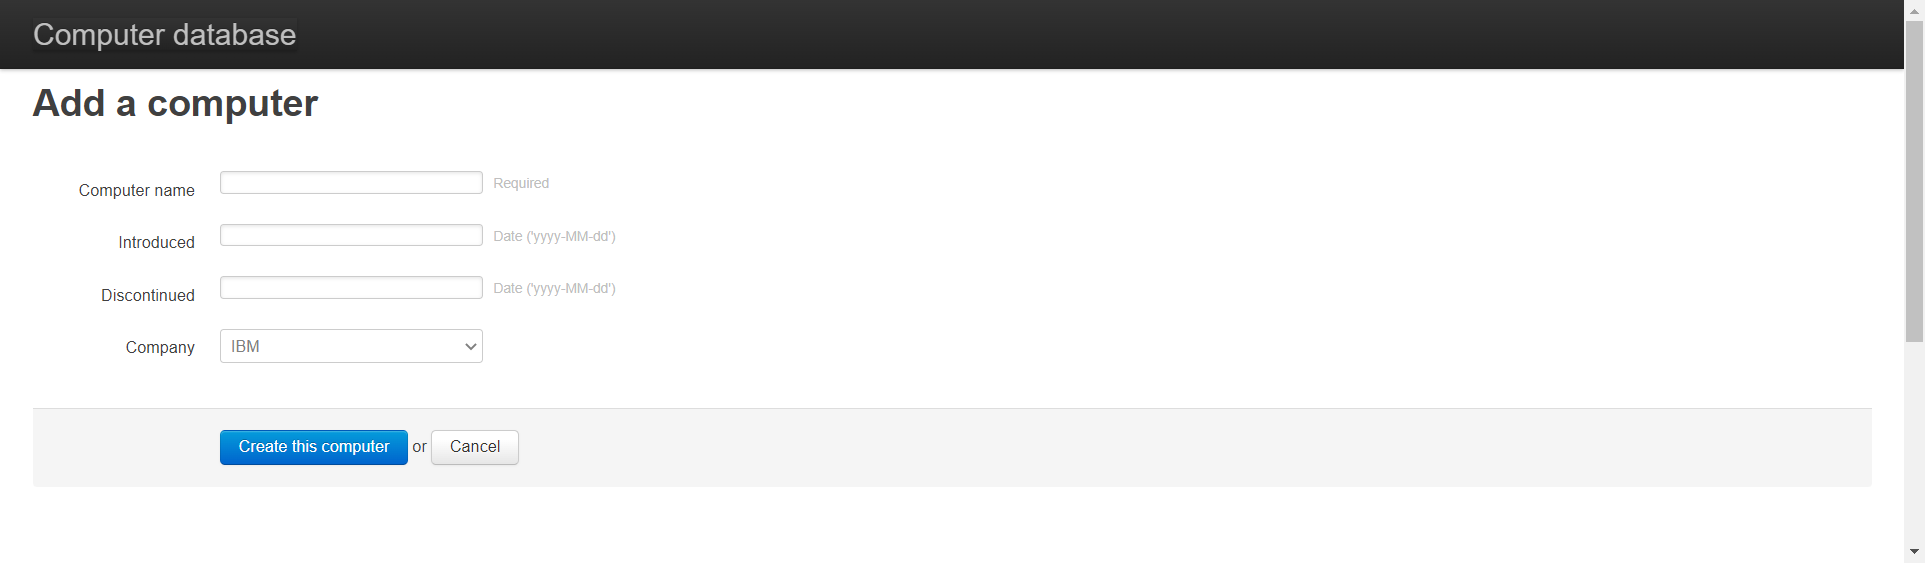 Computer database
Add a computer
Computer name Required
Introduced Date ('yyyy-MM-dd')
Discontinued Date ('yyyy-MM-dd')
Company IBM
Create this computer or Cancel